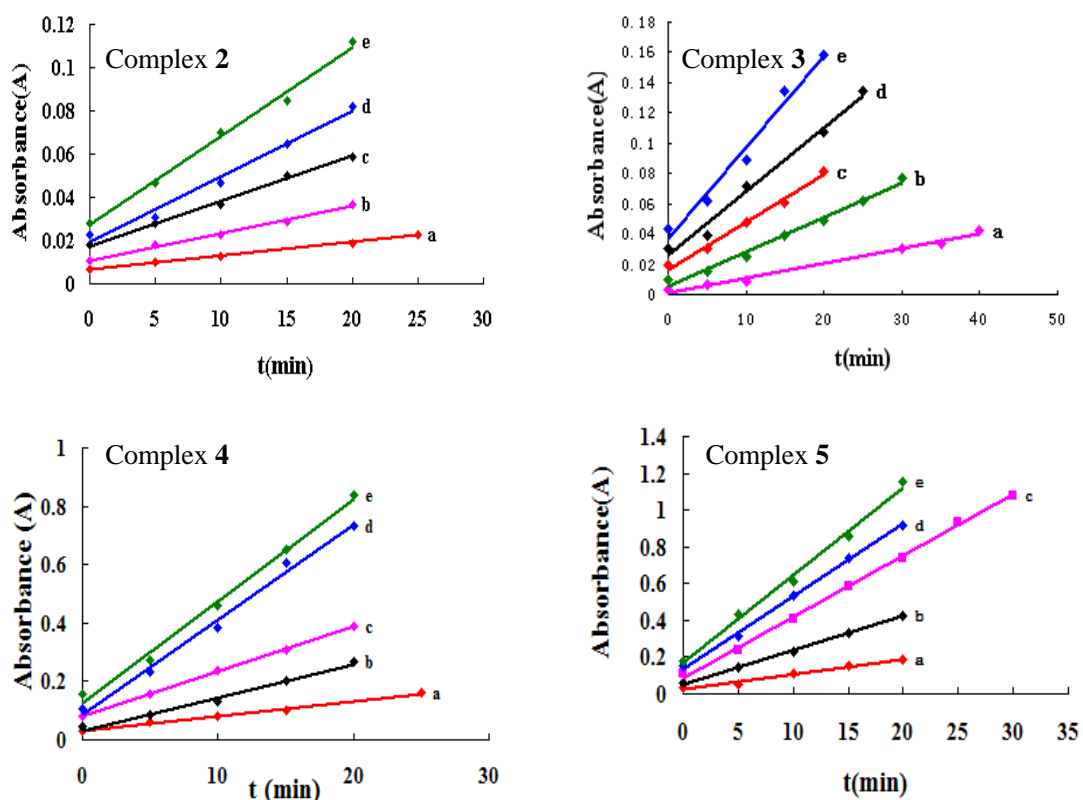 Complex 2
Absorbance(A)
0.12
0.1
0.08
0.06
0.04
0.02
0
e
d
c
b
a
0 5 10 15 20 25 30
t(min)
Complex 3
Absorbance(A)
0.18
0.16
0.14
0.12
0.1
0.08
0.06
0.04
0.02
0
e
d
c
b
a
0 10 20 30 40 50
t(min)
Complex 4
Absorbance (A)
1
0.8
0.6
0.4
0.2
0
e
d
c
b
a
0 10 20 30
t (min)
Complex 5
Absorbance(A)
1.4
1.2
1
0.8
0.6
0.4
0.2
0
e
c
d
b
a
0 5 10 15 20 25 30 35
t(min)